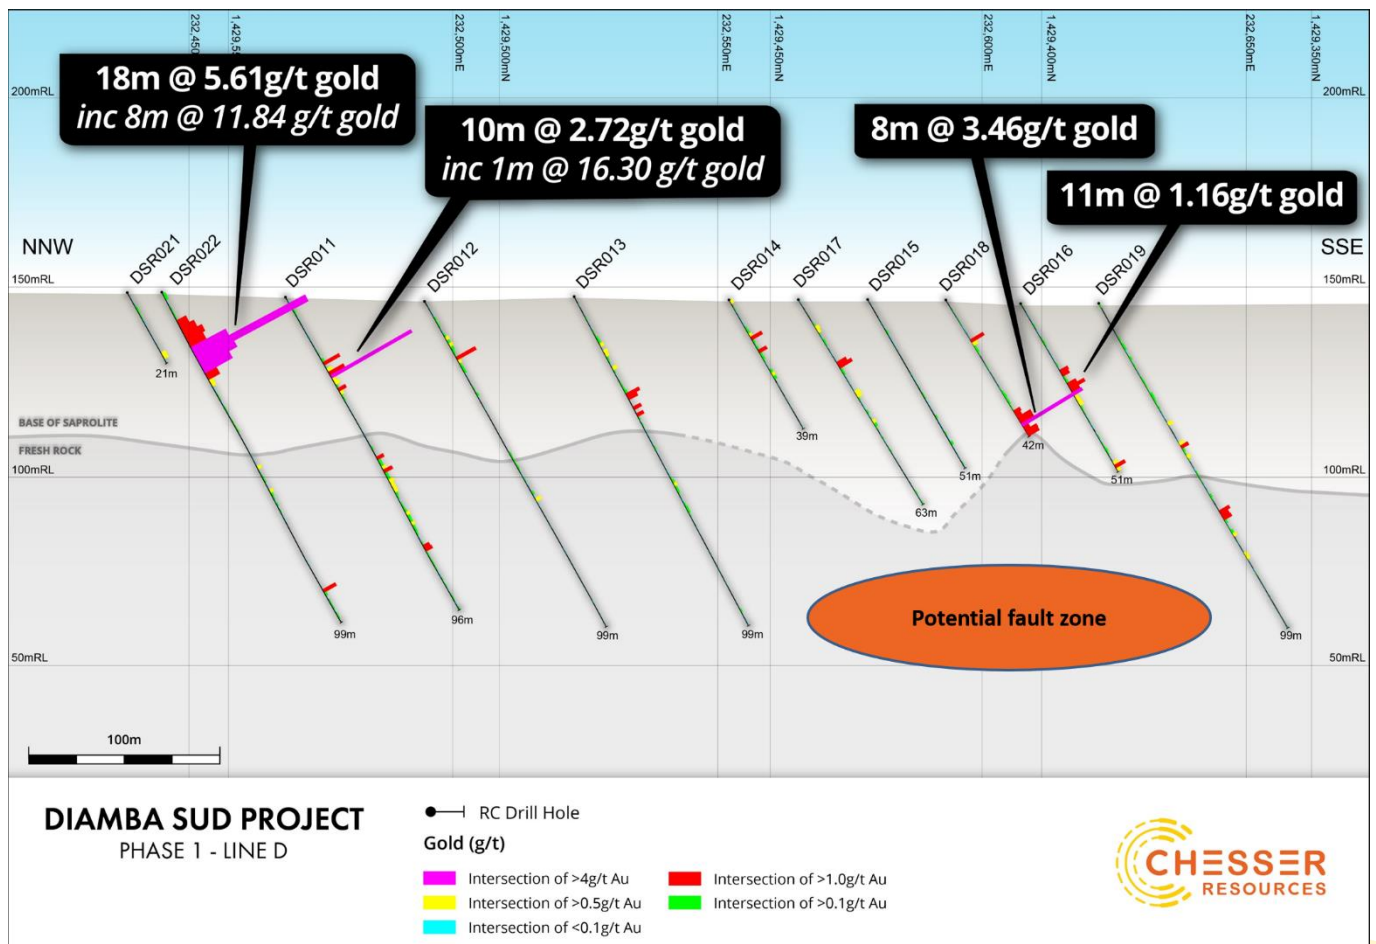 232,450
1,429,5
232,500mE
1,429,500mN
232,550mE
1,429,450mN
232,600mE
1,429,400mN
232,650mE
1,429,350mN
200mRL
200mRL
18m @ 5.61g/t gold
inc 8m @ 11.84 g/t gold
10m @ 2.72g/t gold
inc 1m @ 16.30 g/t gold
8m @ 3.46g/t gold
11m @ 1.16g/t gold
NNW
SSE
DSR021
DSR022
DSR011
DSR012
DSR013
DSR014
DSR017
DSR015
DSR018
DSR016
DSR019
150mRL
150mRL
21m
BASE OF SAPROLITE
FRESH ROCK
39m
42m
100mRL
100mRL
51m
51m
63m
99m
96m
99m
99m
99m
Potential fault zone
50mRL
50mRL
100m
DIAMBA SUD PROJECT
PHASE 1 - LINE D
RC Drill Hole
Gold (g/t)
Intersection of >4g/t Au
Intersection of >1.0g/t Au
Intersection of >0.5g/t Au
Intersection of >0.1g/t Au
Intersection of <0.1g/t Au
CHESSER
RESOURCES